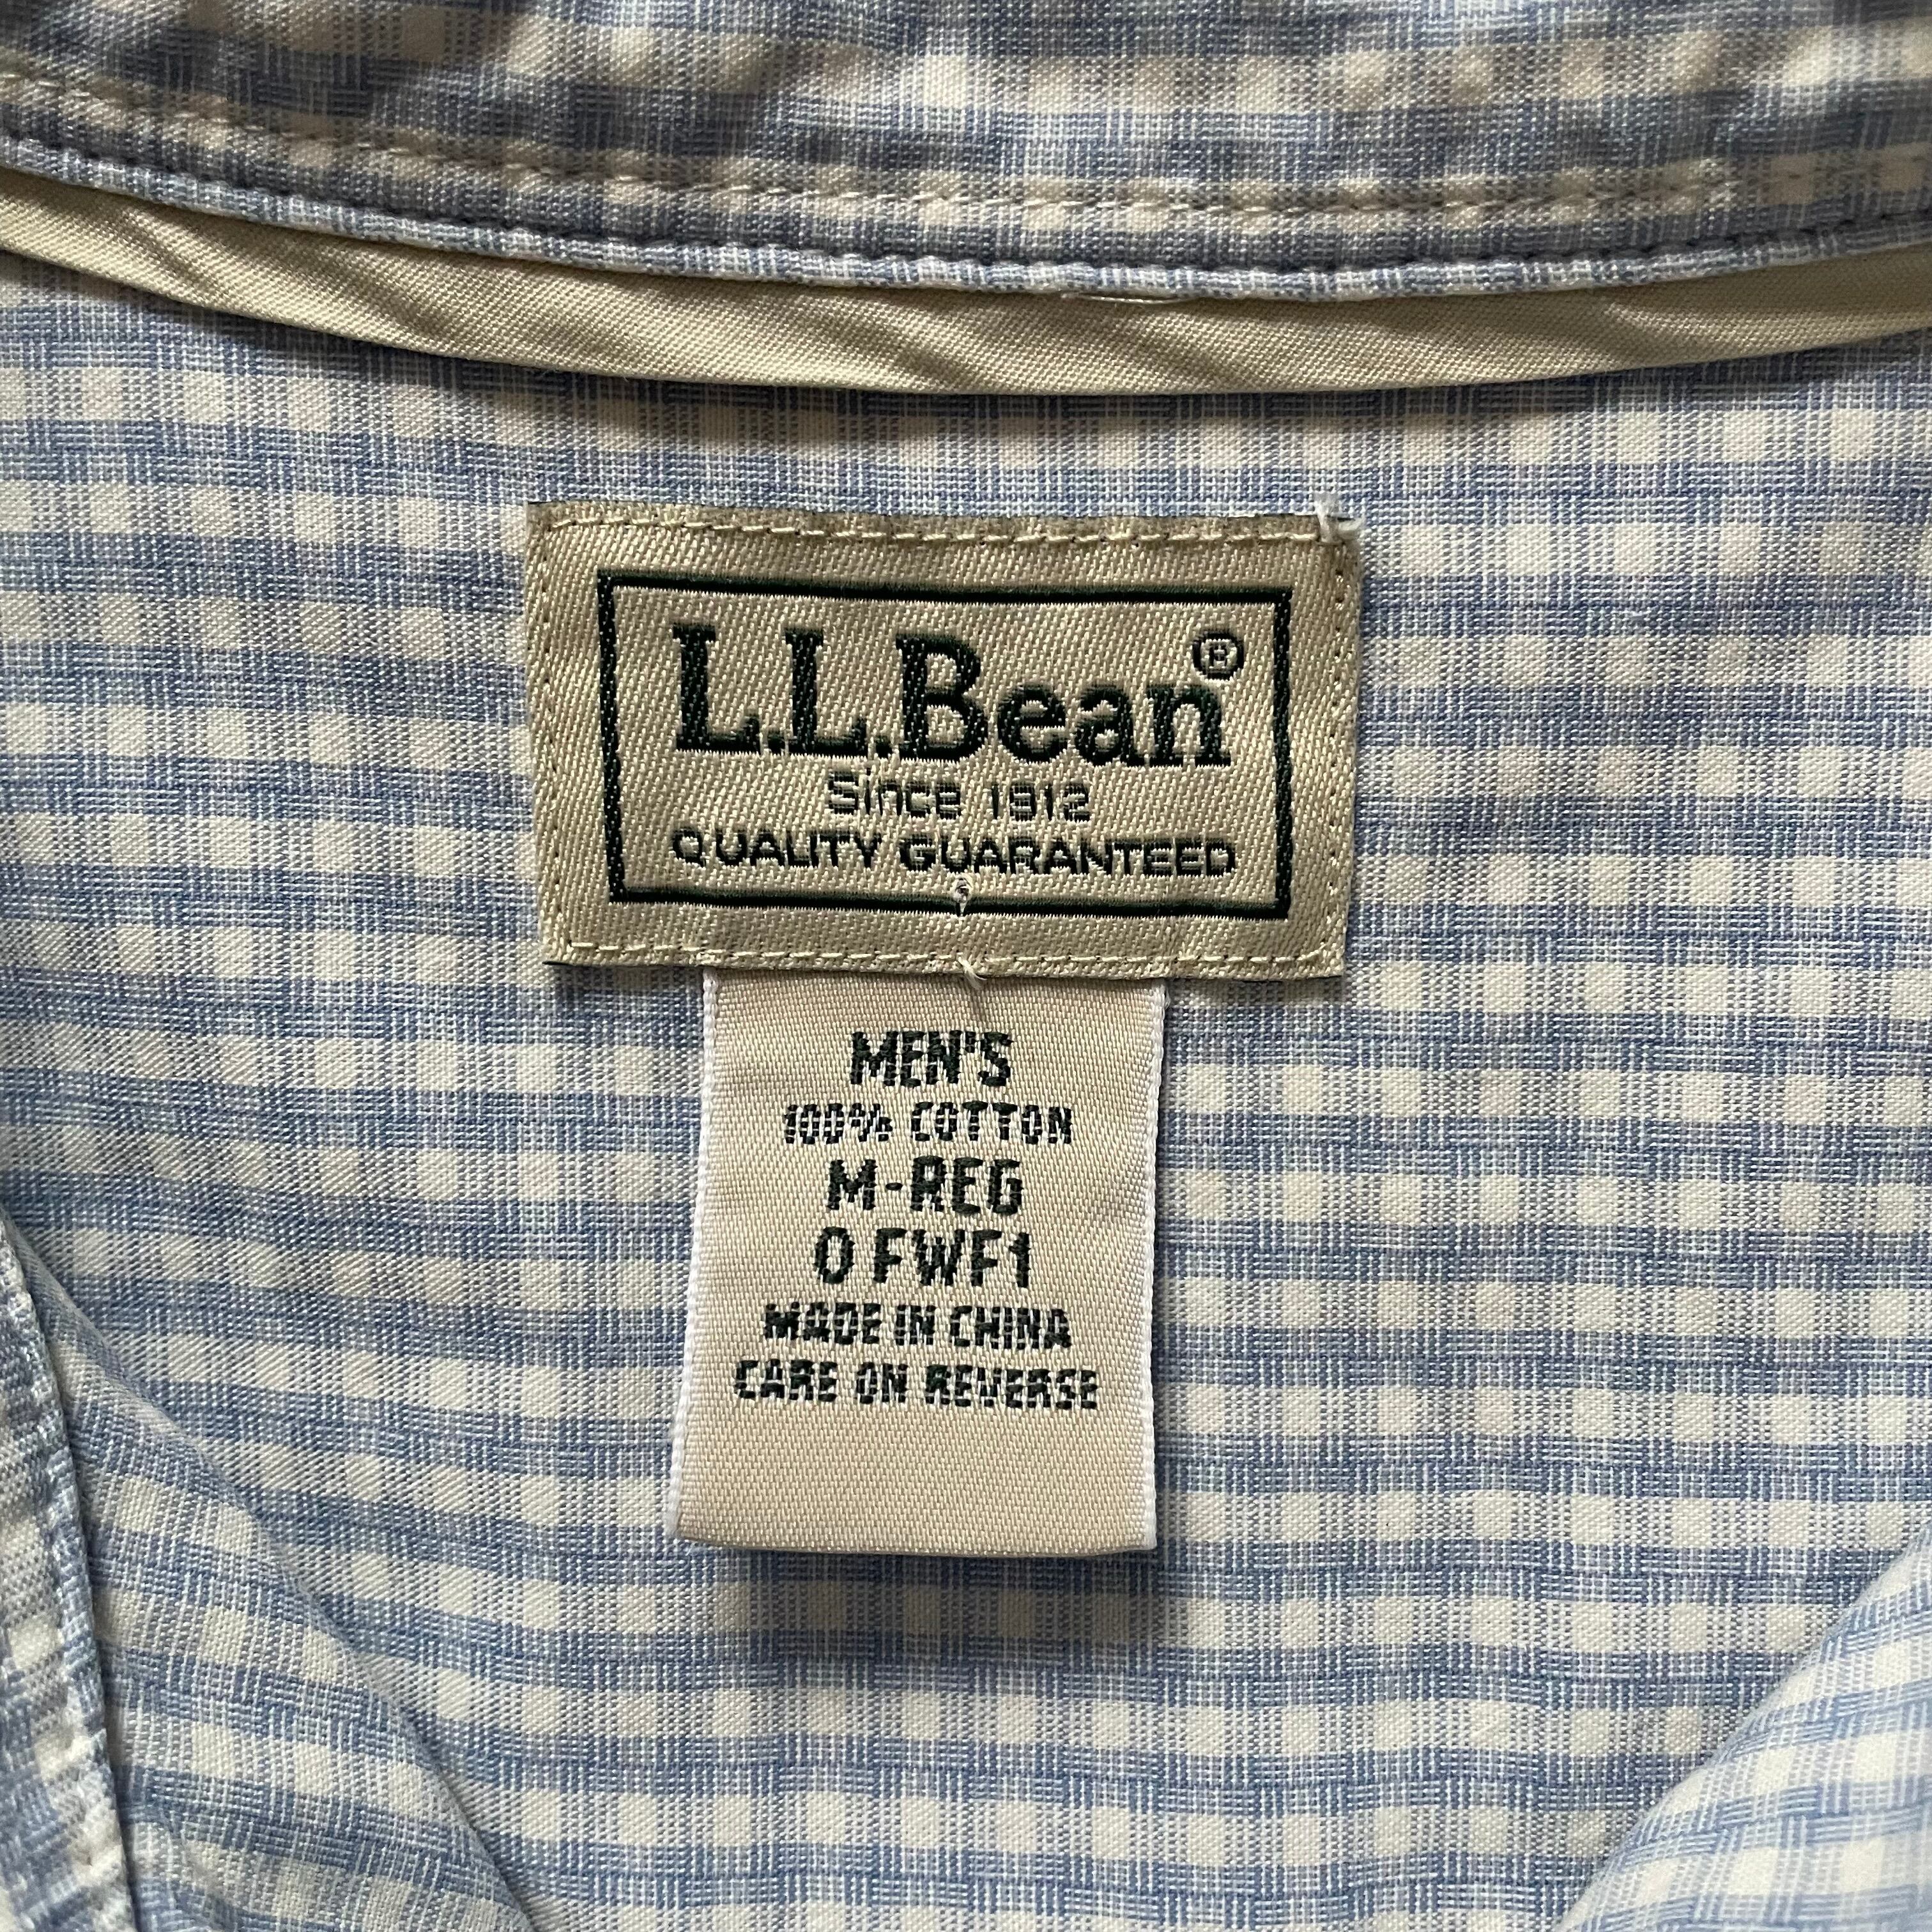 L.L.Bean®
Since 1912
QUALITY GUARANTEED
MEN'S
100% COTTON
M-REG
0 FWF1
MADE IN CHINA
CARE ON REVERSE